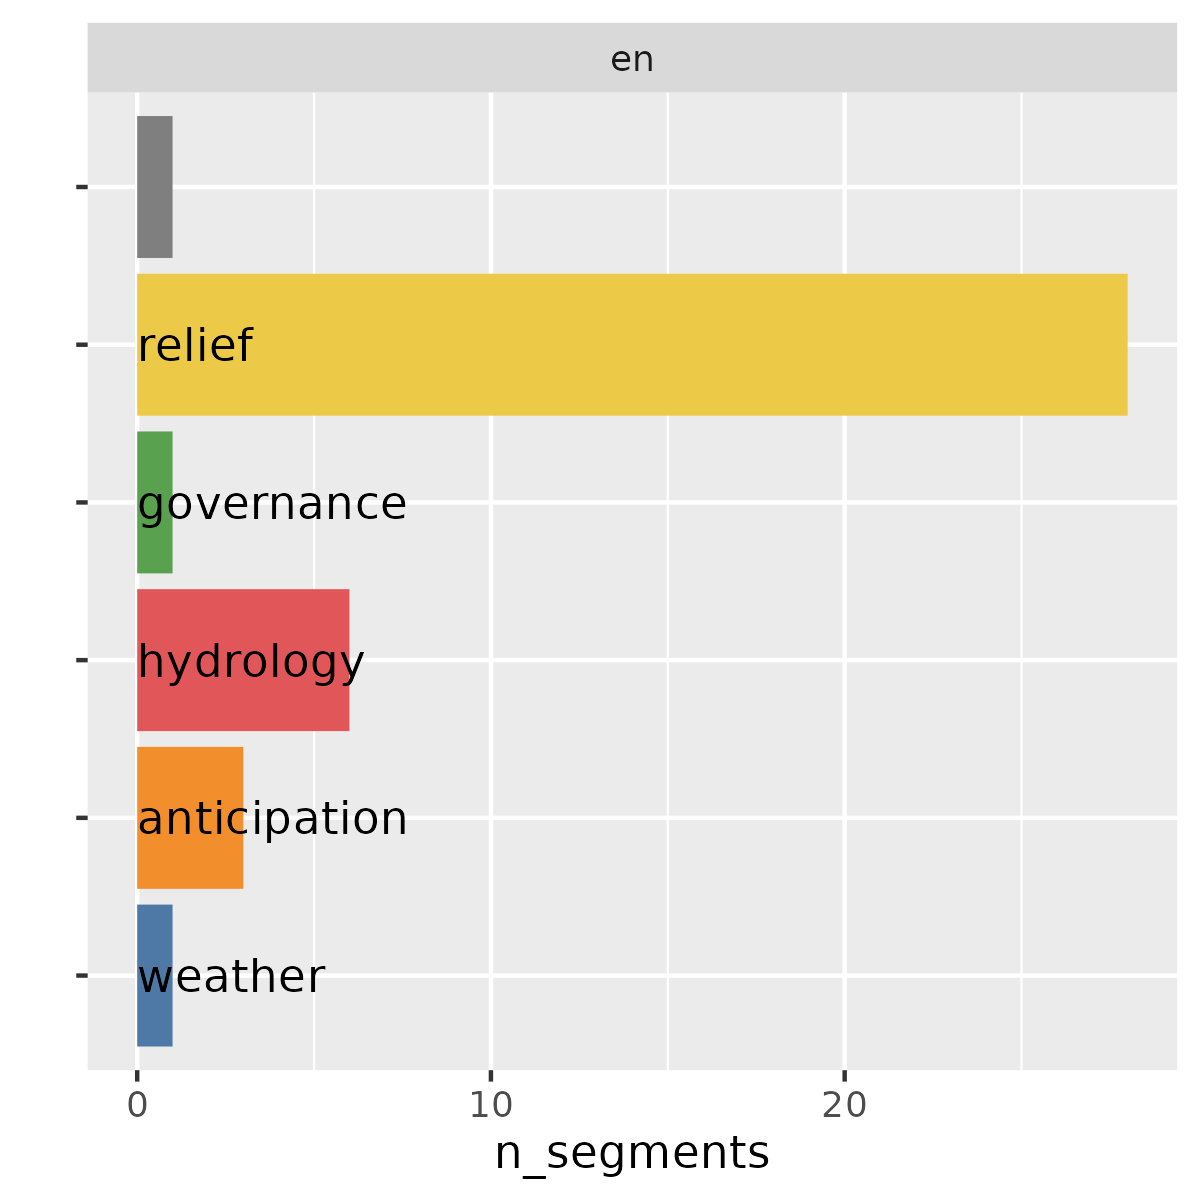 en
relief
governance
hydrology
anticipation
weather
0 10 20
n_segments